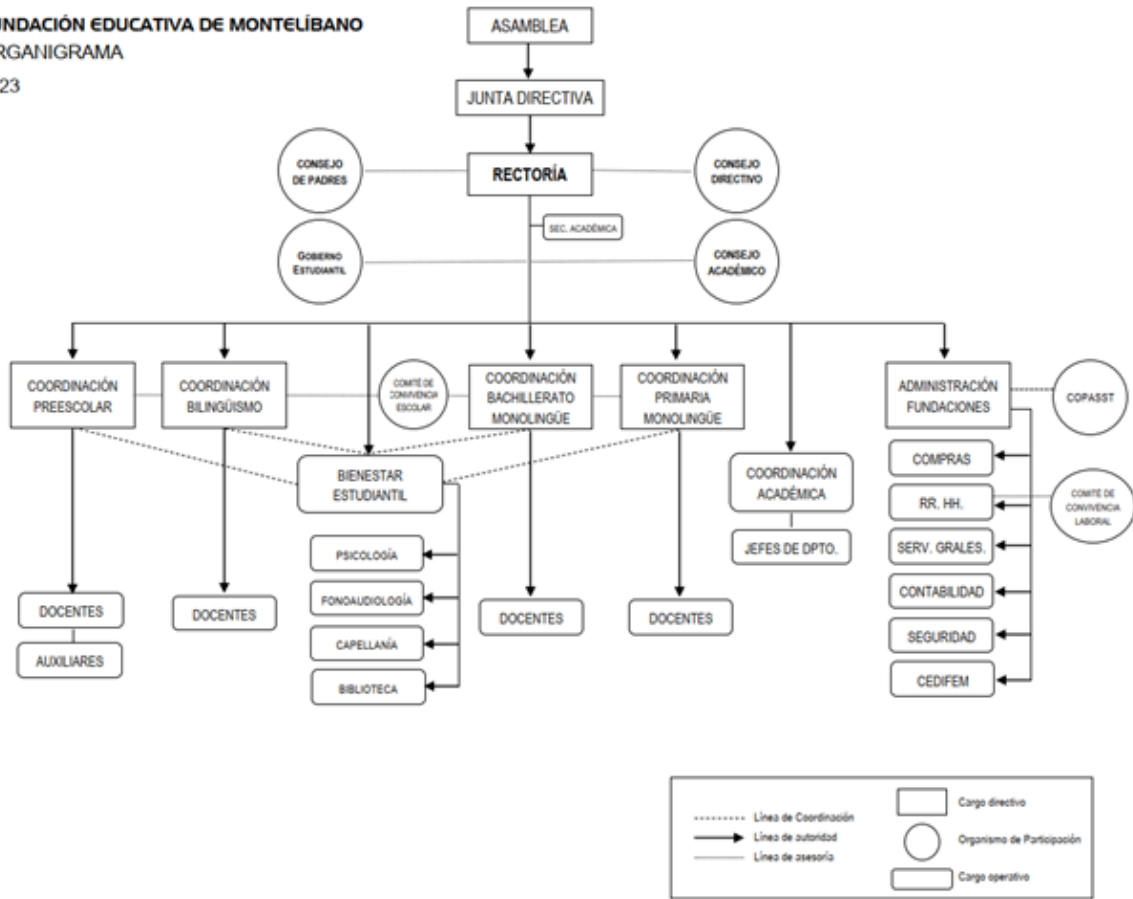 UNDACIÓN EDUCATIVA DE MONTELÍBANO
RGANIGRAMA
23
ASAMBLEA
JUNTA DIRECTIVA
CONSEJO
DE PADRES
RECTORÍA
CONSEJO
DIRECTIVO
SEC. ACADÉMICA
GOBIERNO
ESTUDIANTIL
CONSEJO
ACADÉMICO
COORDINACIÓN
PREESCOLAR
COORDINACIÓN
BILINGÜISMO
COMITÉ DE
CONVIVENCIA
ESCOLAR
COORDINACIÓN
BACHILLERATO
MONOLINGÜE
COORDINACIÓN
PRIMARIA
MONOLINGÜE
ADMINISTRACIÓN
FUNDACIONES
COPASST
BIENESTAR
ESTUDIANTIL
COORDINACIÓN
ACADÉMICA
JEFES DE DPTO.
COMPRAS
RR. HH.
COMITÉ DE
CONVIVENCIA
LABORAL
SERV. GRALES.
CONTABILIDAD
SEGURIDAD
CEDIFEM
PSICOLOGÍA
FONOAUDIOLOGÍA
CAPELLANÍA
BIBLIOTECA
DOCENTES
AUXILIARES
DOCENTES
DOCENTES
DOCENTES
Línea de Coordinación
Línea de autoridad
Línea de asesoría
Cargo directivo
Organismo de Participación
Cargo operativo